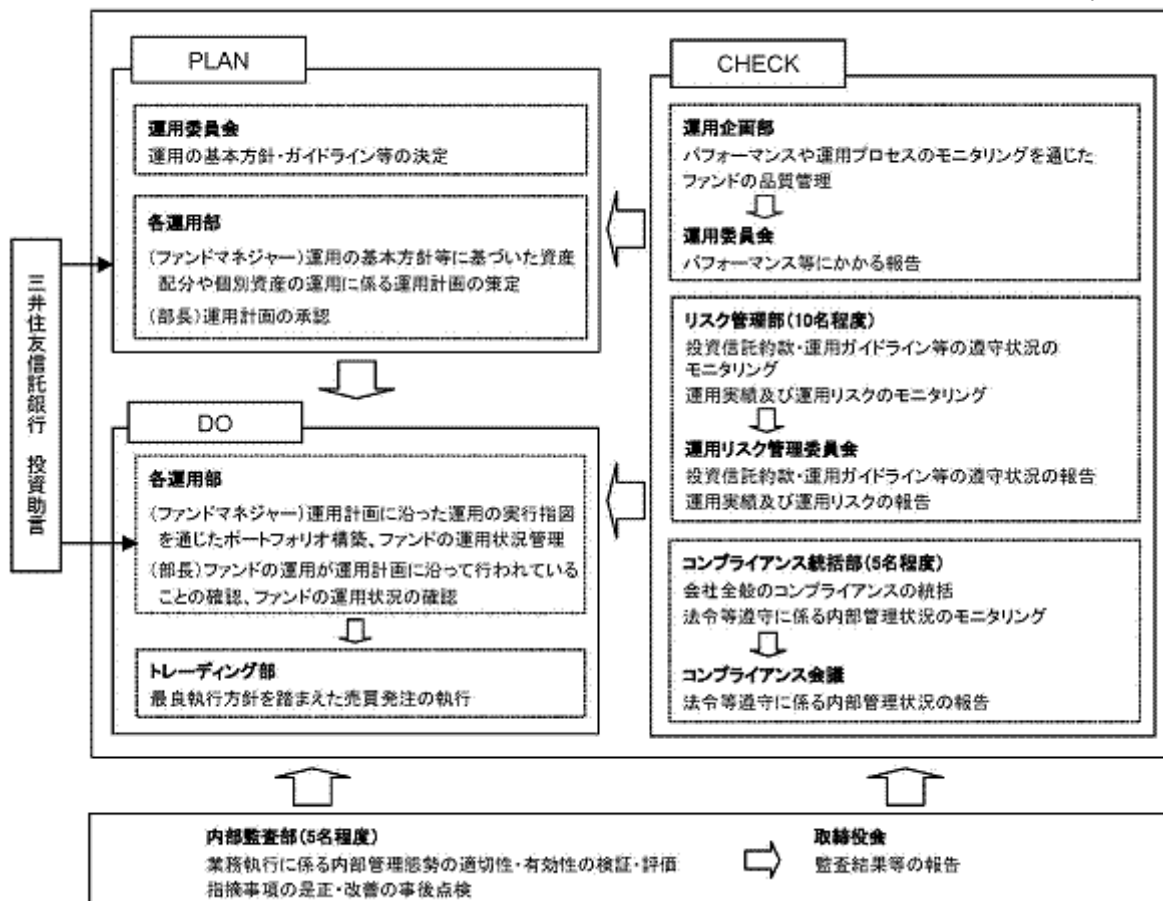 PLAN
運用委員会
運用の基本方針・ガイドライン等の決定
各運用部
(ファンドマネジャー)運用の基本方針等に基づいた資産
配分や個別資産の運用に係る運用計画の策定
(部長)運用計画の承認
三井住友信託銀行　投資助言
DO
各運用部
(ファンドマネジャー)運用計画に沿った運用の実行指図
を通じたポートフォリオ構築、ファンドの運用状況管理
(部長)ファンドの運用が運用計画に沿って行われている
ことの確認、ファンドの運用状況の確認
トレーディング部
最良執行方針を踏まえた売買発注の執行
CHECK
運用企画部
パフォーマンスや運用プロセスのモニタリングを通じた
ファンドの品質管理
運用委員会
パフォーマンス等にかかる報告
リスク管理部(10名程度)
投資信託約款・運用ガイドライン等の遵守状況の
モニタリング
運用実績及び運用リスクのモニタリング
運用リスク管理委員会
投資信託約款・運用ガイドライン等の遵守状況の報告
運用実績及び運用リスクの報告
コンプライアンス統括部(5名程度)
会社全般のコンプライアンスの統括
法令等遵守に係る内部管理状況のモニタリング
コンプライアンス会議
法令等遵守に係る内部管理状況の報告
内部監査部(5名程度)
業務執行に係る内部管理態勢の適切性・有効性の検証・評価
指摘事項の是正・改善の事後点検
取締役会
監査結果等の報告